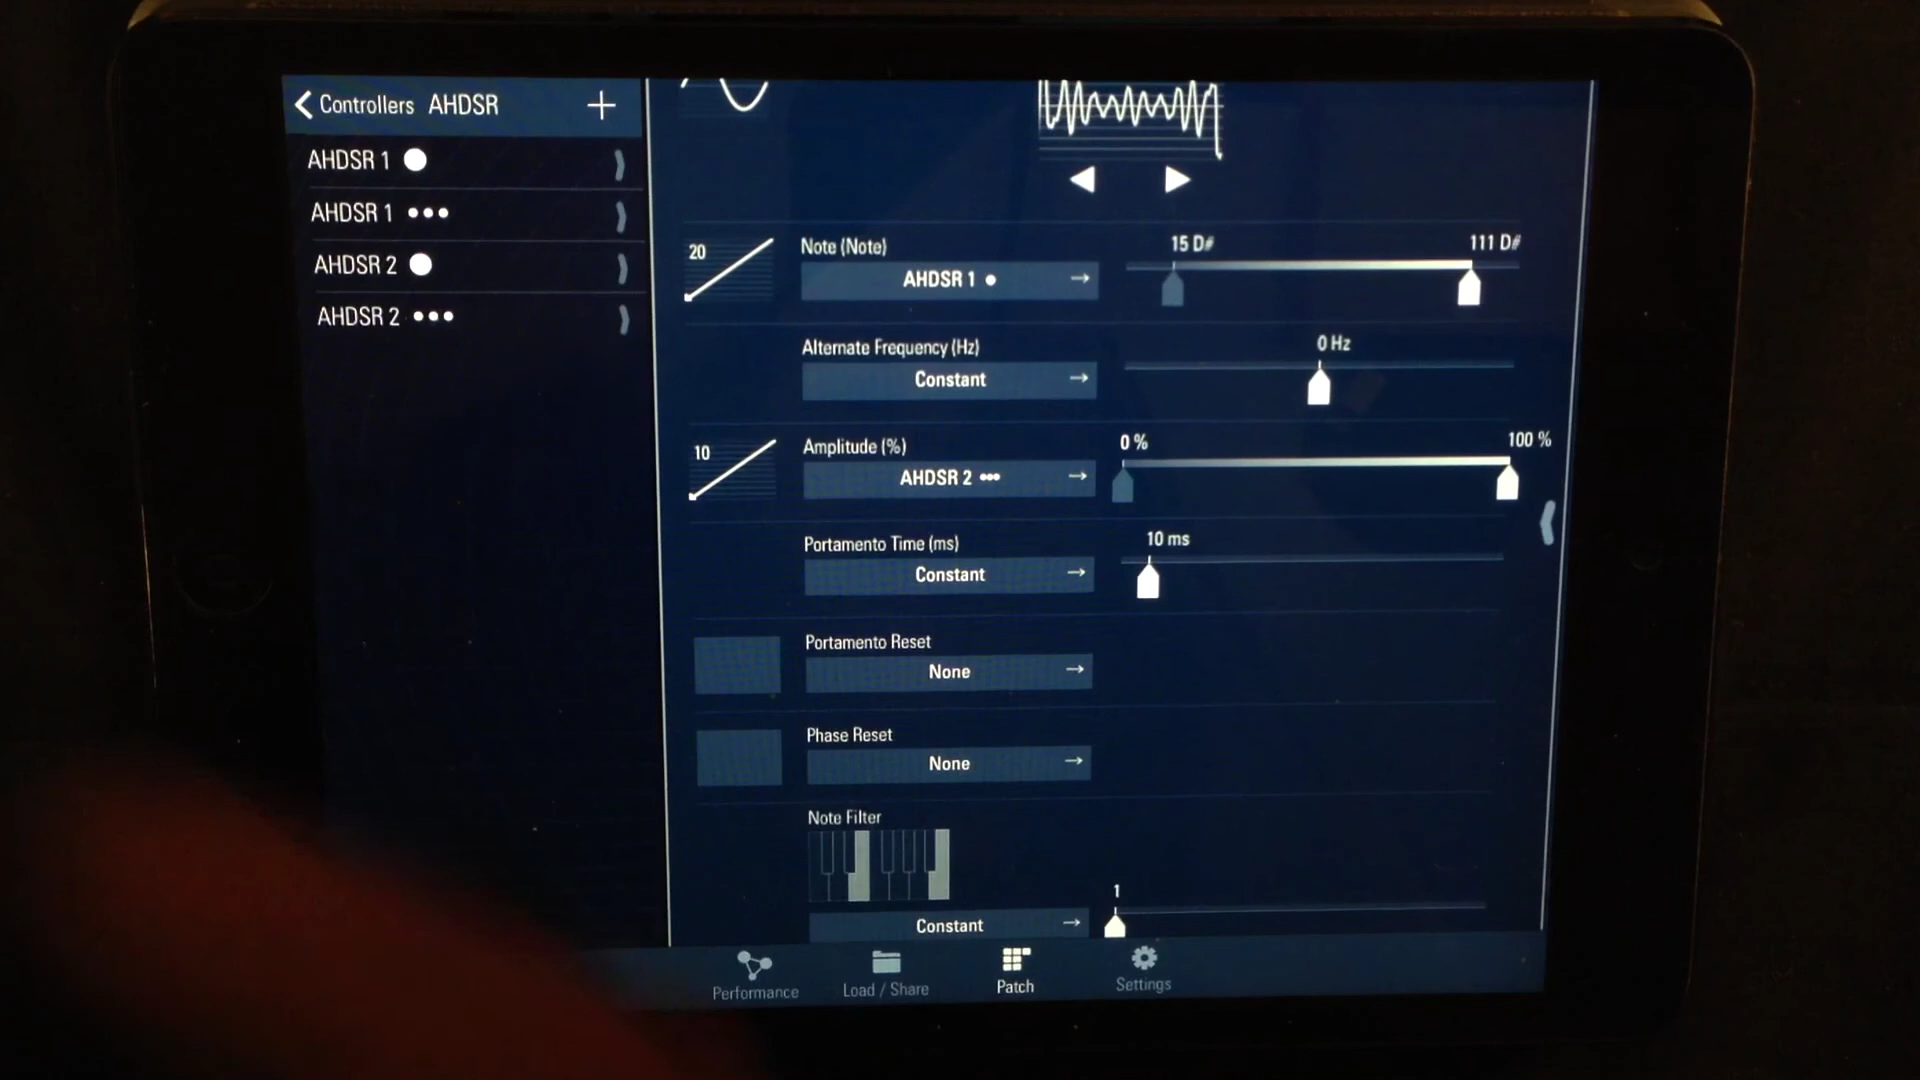 Controllers AHDSR +
AHDSR 1
AHDSR 1
AHDSR 2
AHDSR 2
20
Note (Note)
AHDSR 1
15 D#
111 D#
Alternate Frequency (Hz)
Constant
0 Hz
10
Amplitude (%)
AHDSR 2
0 %
100 %
Portamento Time (ms)
Constant
10 ms
Portamento Reset
None
Phase Reset
None
Note Filter
Constant
1
Performance
Load / Share
Patch
Settings